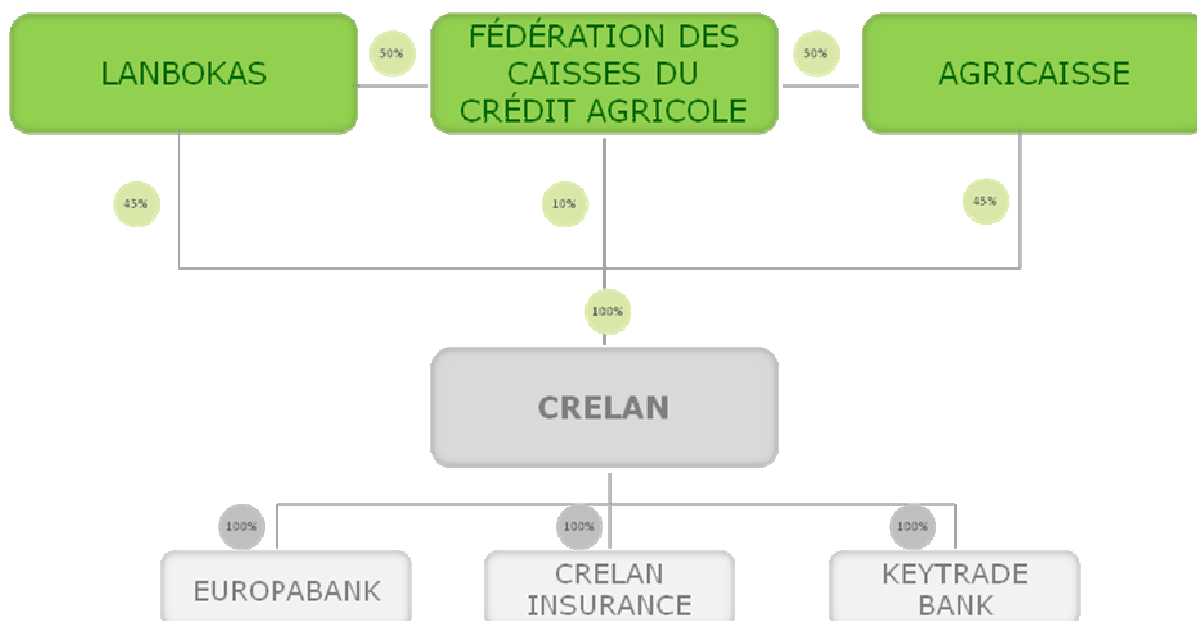 LANBOKAS
50%
FÉDÉRATION DES
CAISSES DU
CRÉDIT AGRICOLE
50%
AGRICAISSE
45%
10%
45%
100%
CRELAN
100%
100%
100%
EUROPABANK
CRELAN
INSURANCE
KEYTRADE
BANK